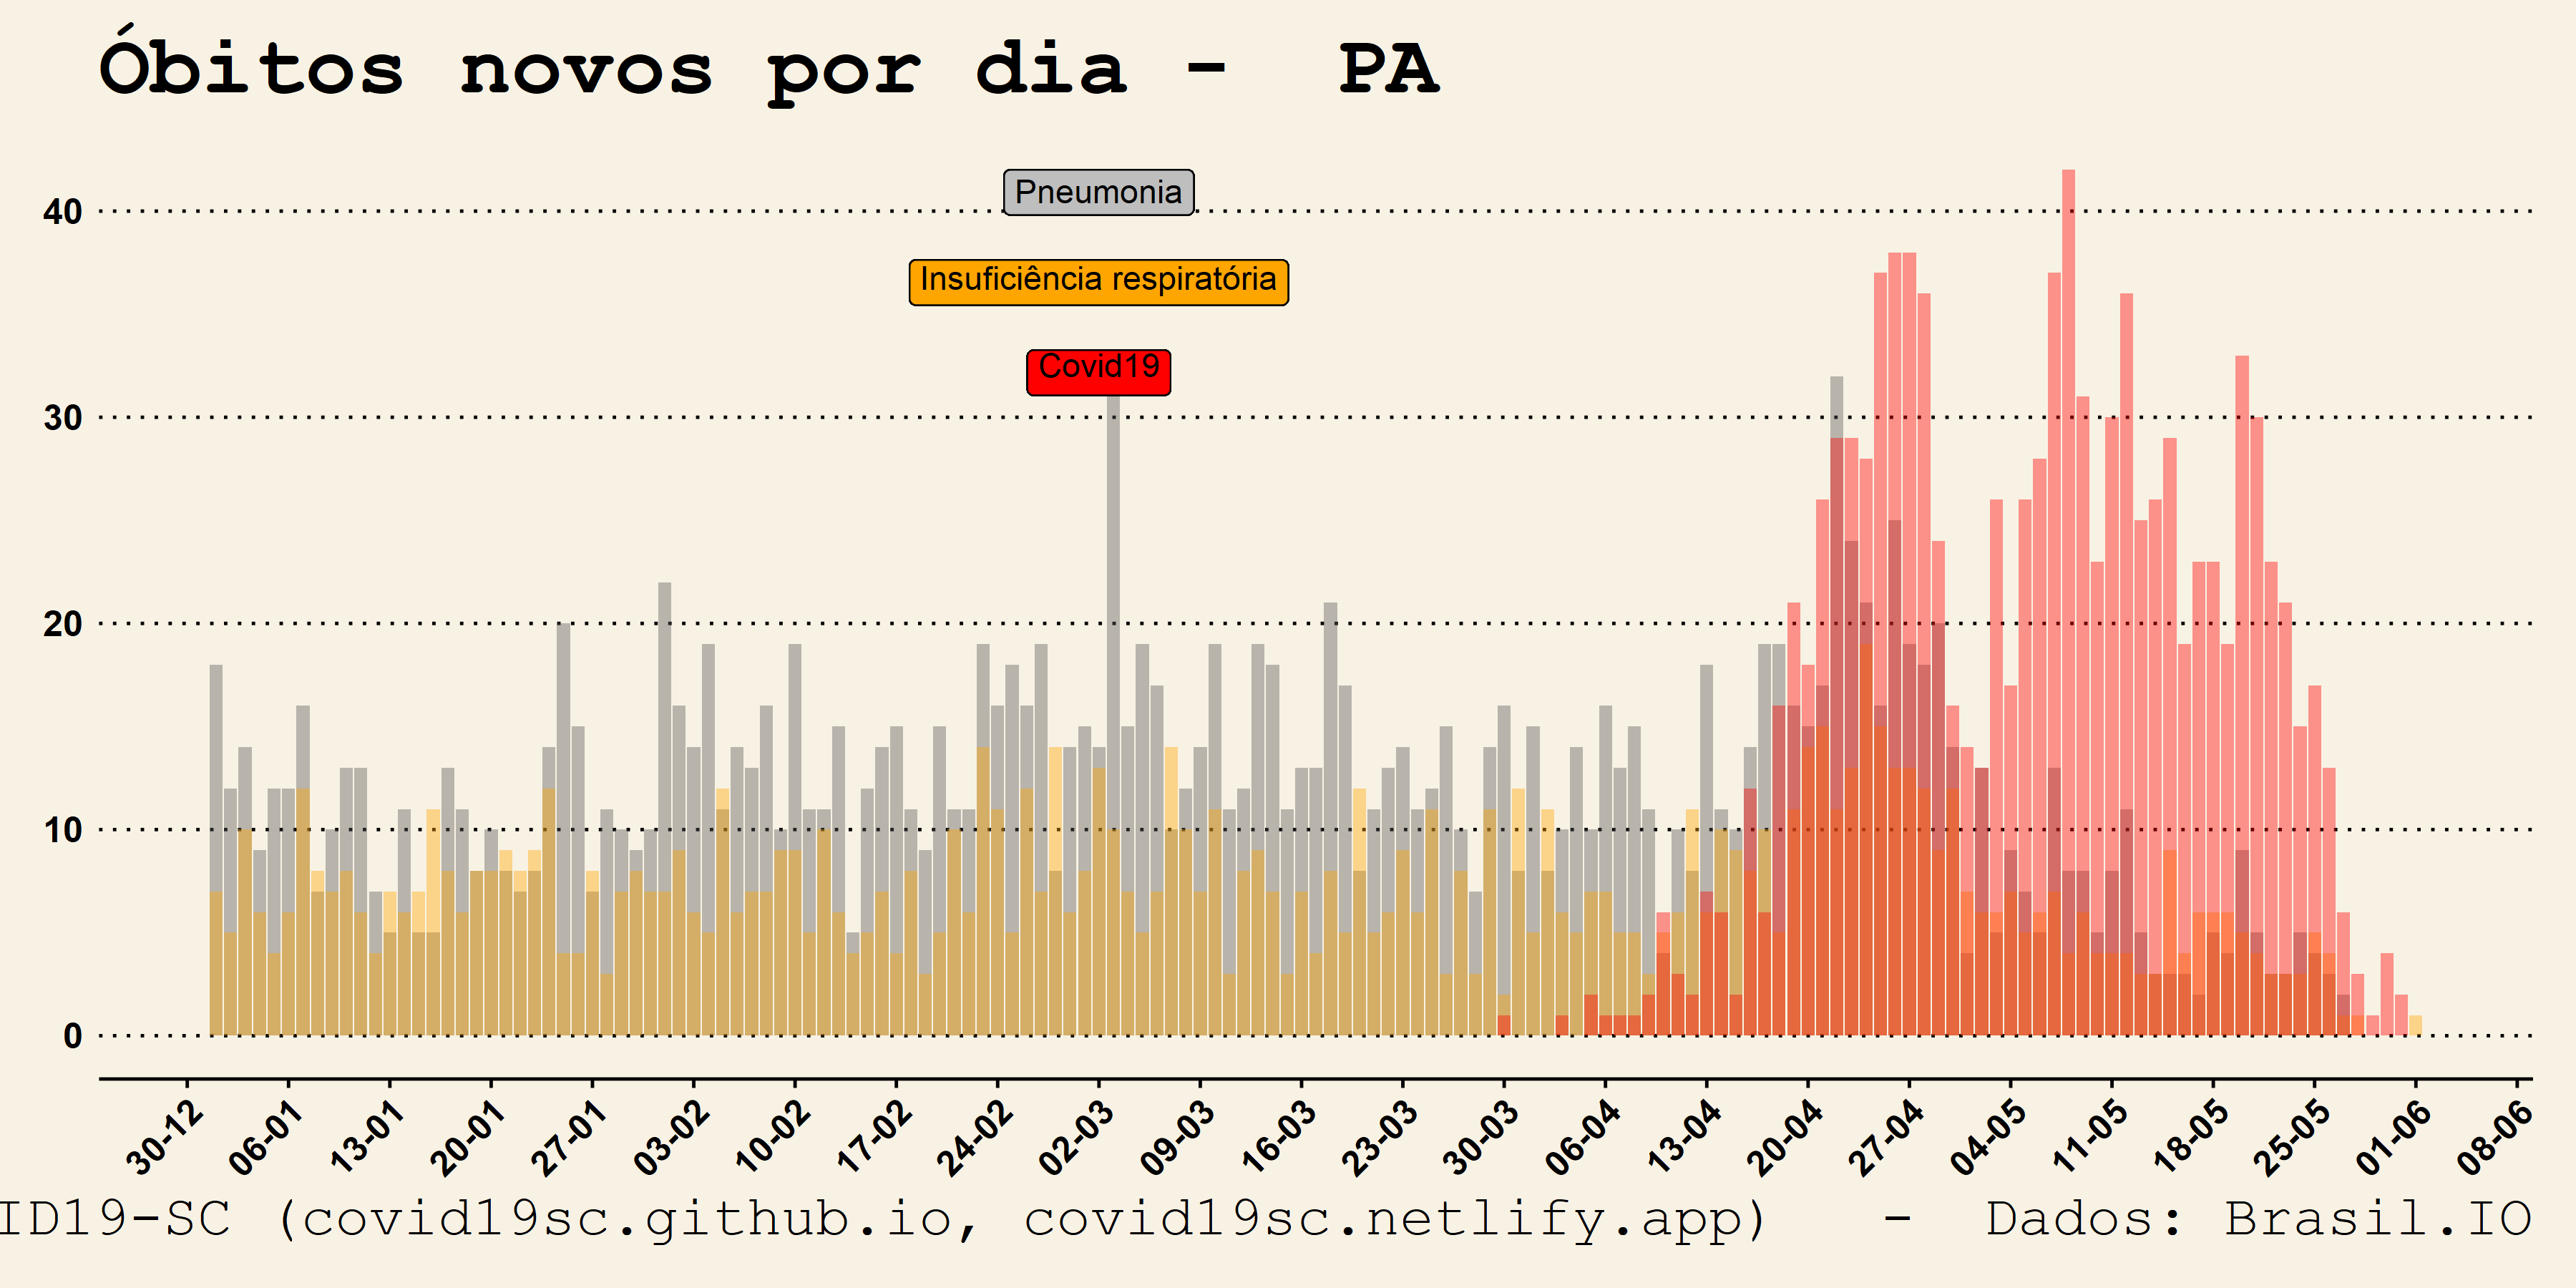 Óbitos novos por dia - PA
Pneumonia
40
Insuficiência respiratória
Covid19
30
20
10
0
30-12 06-01 13-01 20-01 27-01 03-02 10-02 17-02 24-02 02-03 09-03 16-03 23-03 30-03 06-04 13-04 20-04 27-04 04-05 11-05 18-05 25-05 01-06 08-06
ID19-SC (covid19sc.github.io, covid19sc.netlify.app) - Dados: Brasil.IO